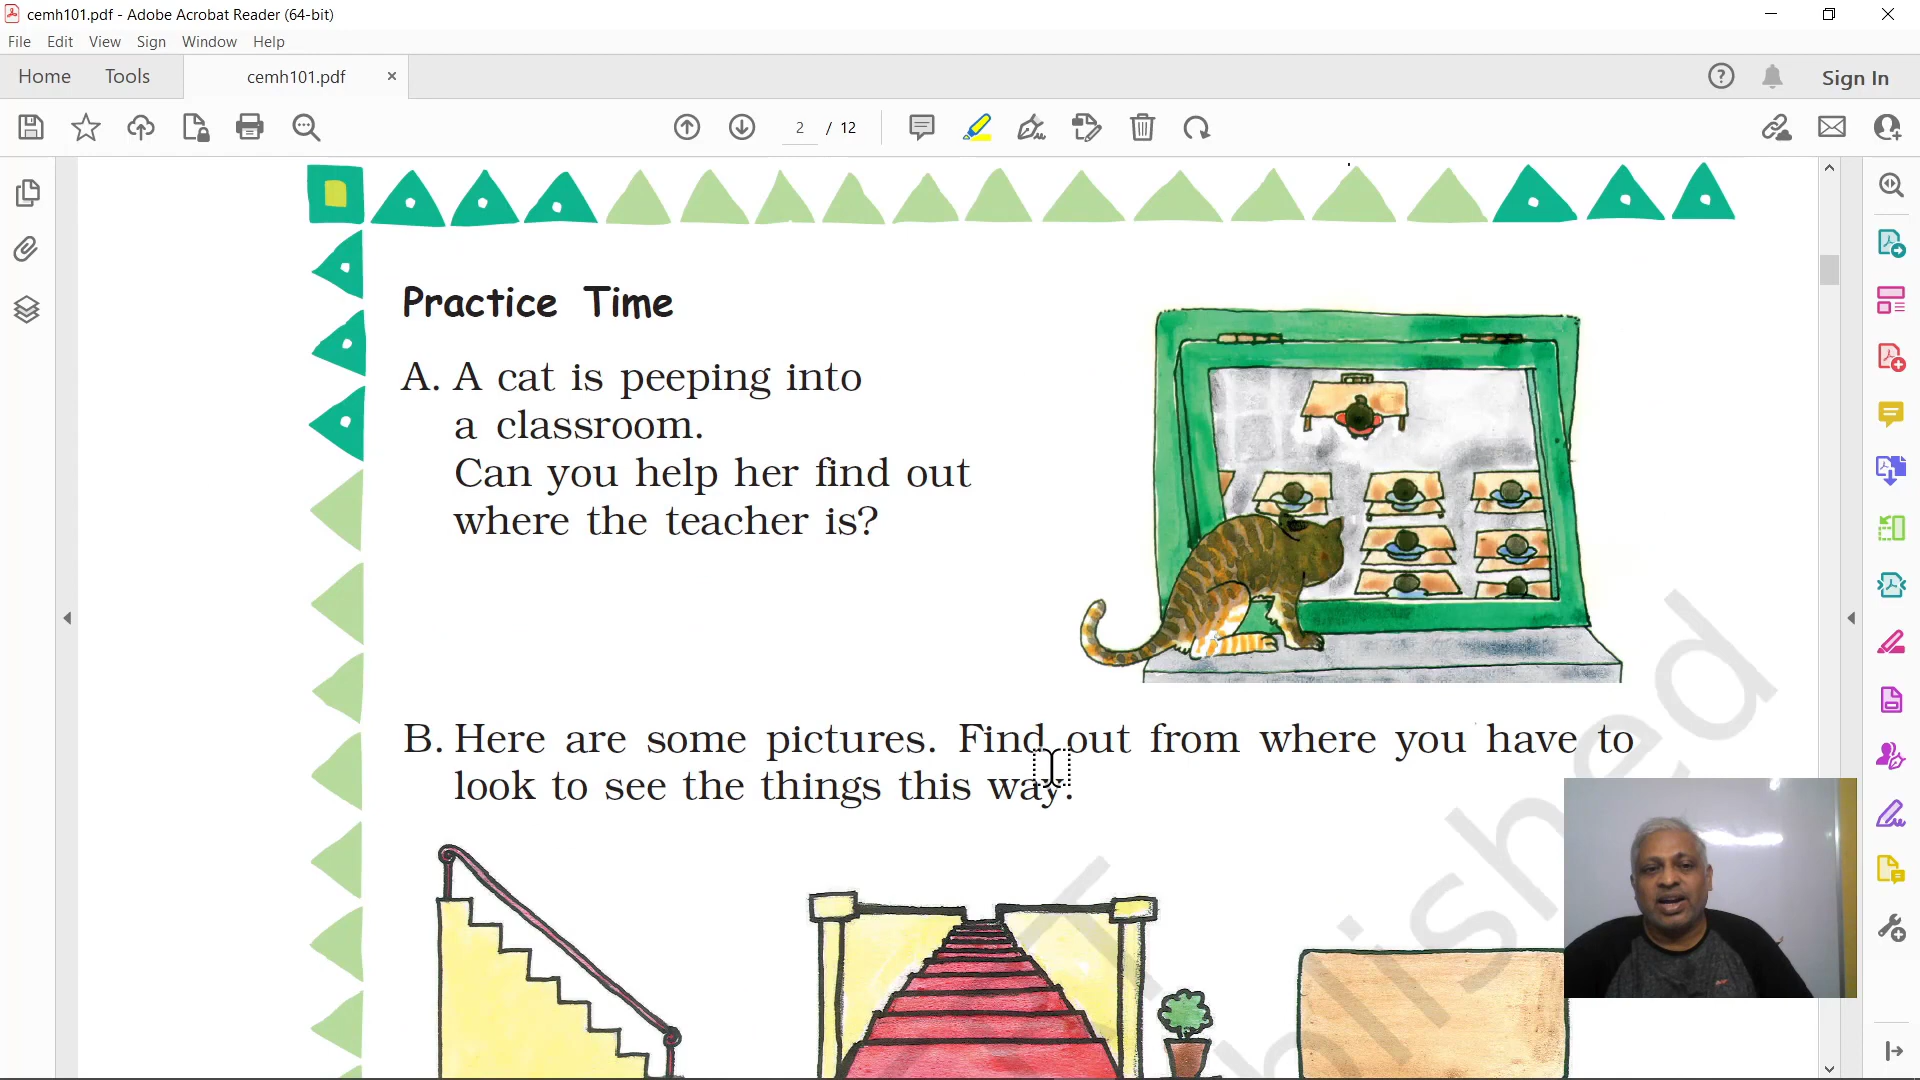 cemh101.pdf - Adobe Acrobat Reader (64-bit)
File Edit View Sign Window Help
Home Tools cemh101.pdf × Sign In
2 / 12
Practice Time
A. A cat is peeping into
a classroom.
Can you help her find out
where the teacher is?
B. Here are some pictures. Find out from where you have to
look to see the things this way.